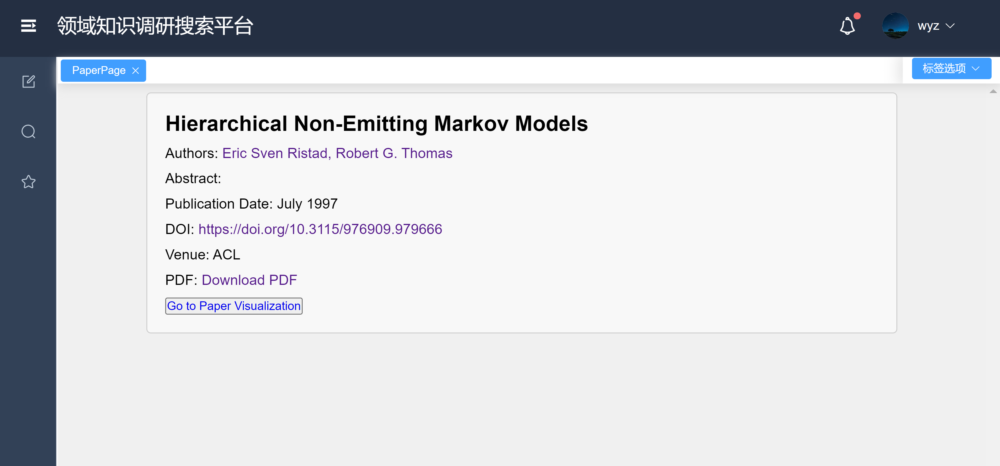 领域知识调研搜索平台
wyz
PaperPage
标签选项
Hierarchical Non-Emitting Markov Models
Authors: Eric Sven Ristad, Robert G. Thomas
Abstract:
Publication Date: July 1997
DOI: https://doi.org/10.3115/976909.979666
Venue: ACL
PDF: Download PDF
Go to Paper Visualization